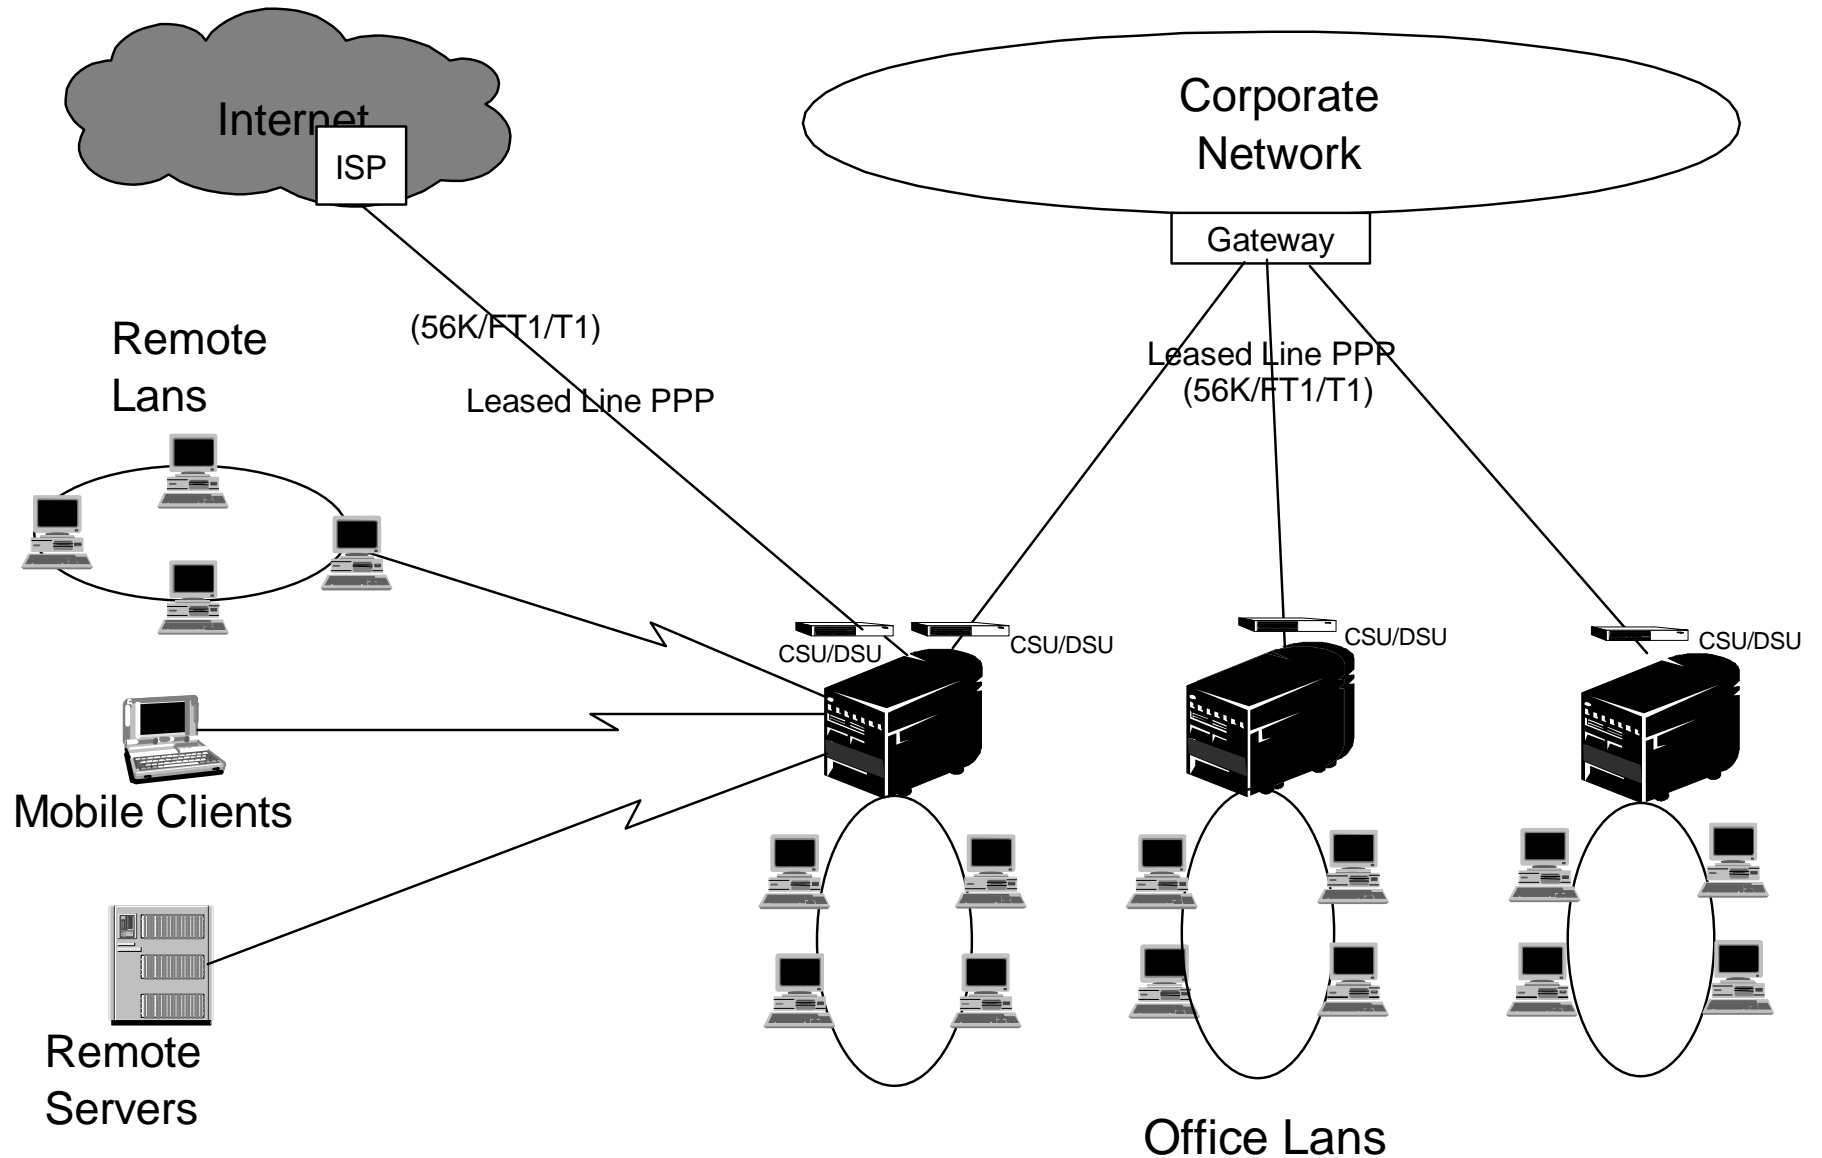 Internet
ISP
Corporate
Network
Gateway
(56K/FT1/T1)
Leased Line PPP
Leased Line PPP
(56K/FT1/T1)
Remote
Lans
CSU/DSU
CSU/DSU
CSU/DSU
CSU/DSU
Mobile Clients
Remote
Servers
Office Lans